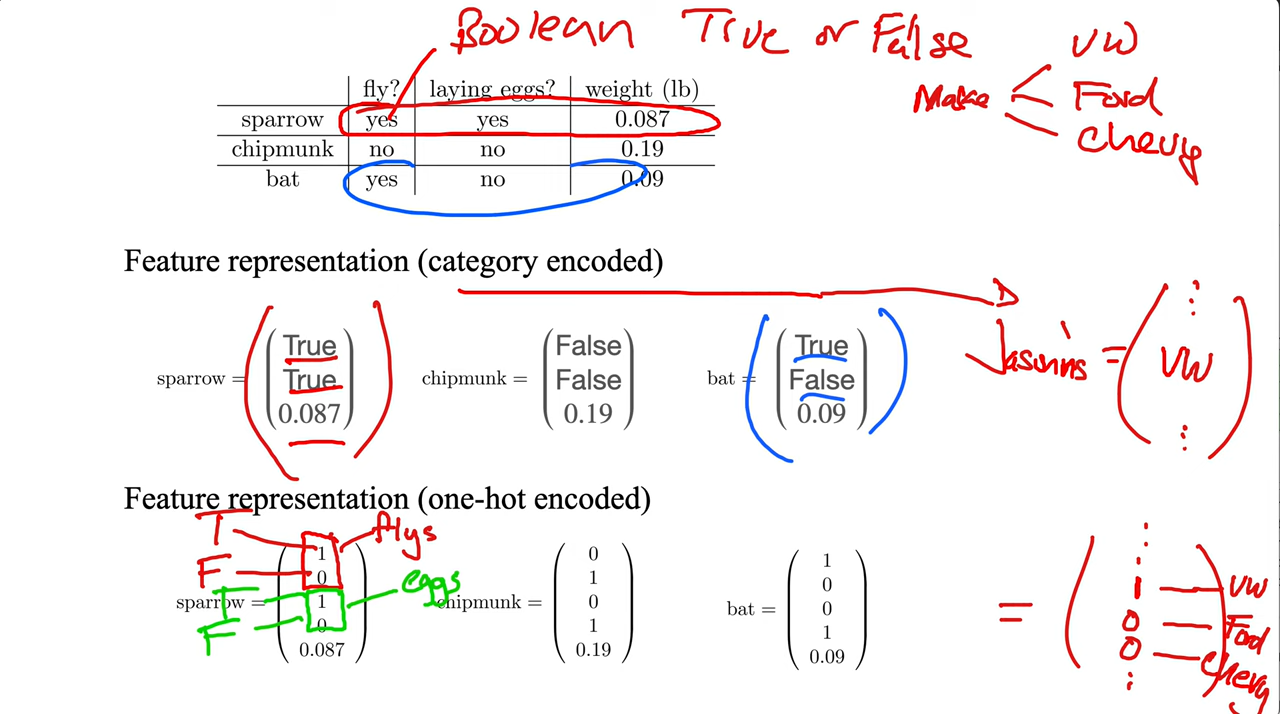 Boolean True or False
VW
Make Ford
Chevy
fly? laying eggs? weight (lb)
sparrow yes yes 0.087
chipmunk no no 0.19
bat yes no 0.09
Feature representation (category encoded)
sparrow = True True 0.087
chipmunk = False False 0.19
bat = True False 0.09
= VW
Feature representation (one-hot encoded)
T flys
F
T eggs
F
sparrow = 1 0 1 0 0.087
chipmunk = 0 1 0 1 0.19
bat = 1 0 0 1 0.09
= 1 VW
0 Ford
0 Chevy